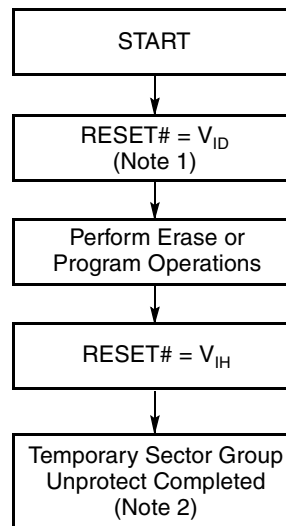 START
RESET# = V_ID
(Note 1)
Perform Erase or
Program Operations
RESET# = V_IH
Temporary Sector Group
Unprotect Completed
(Note 2)